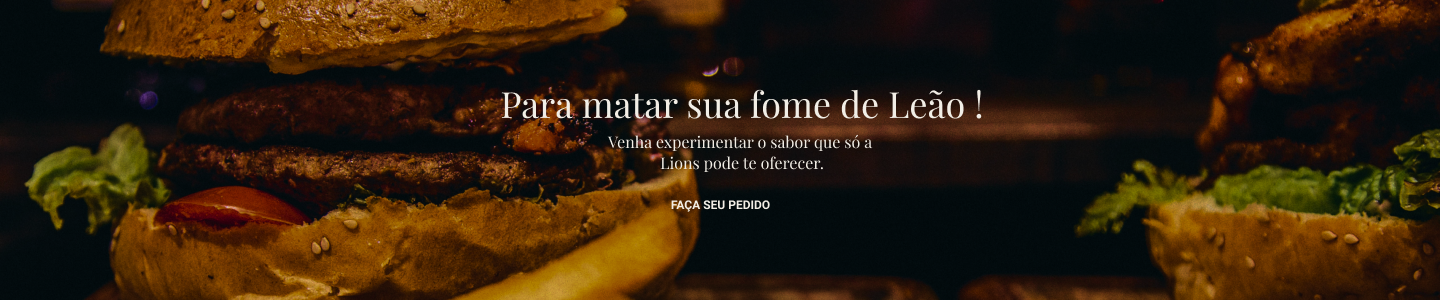 Para matar sua fome de Leão !
Venha experimentar o sabor que só a
Lions pode te oferecer.
FAÇA SEU PEDIDO